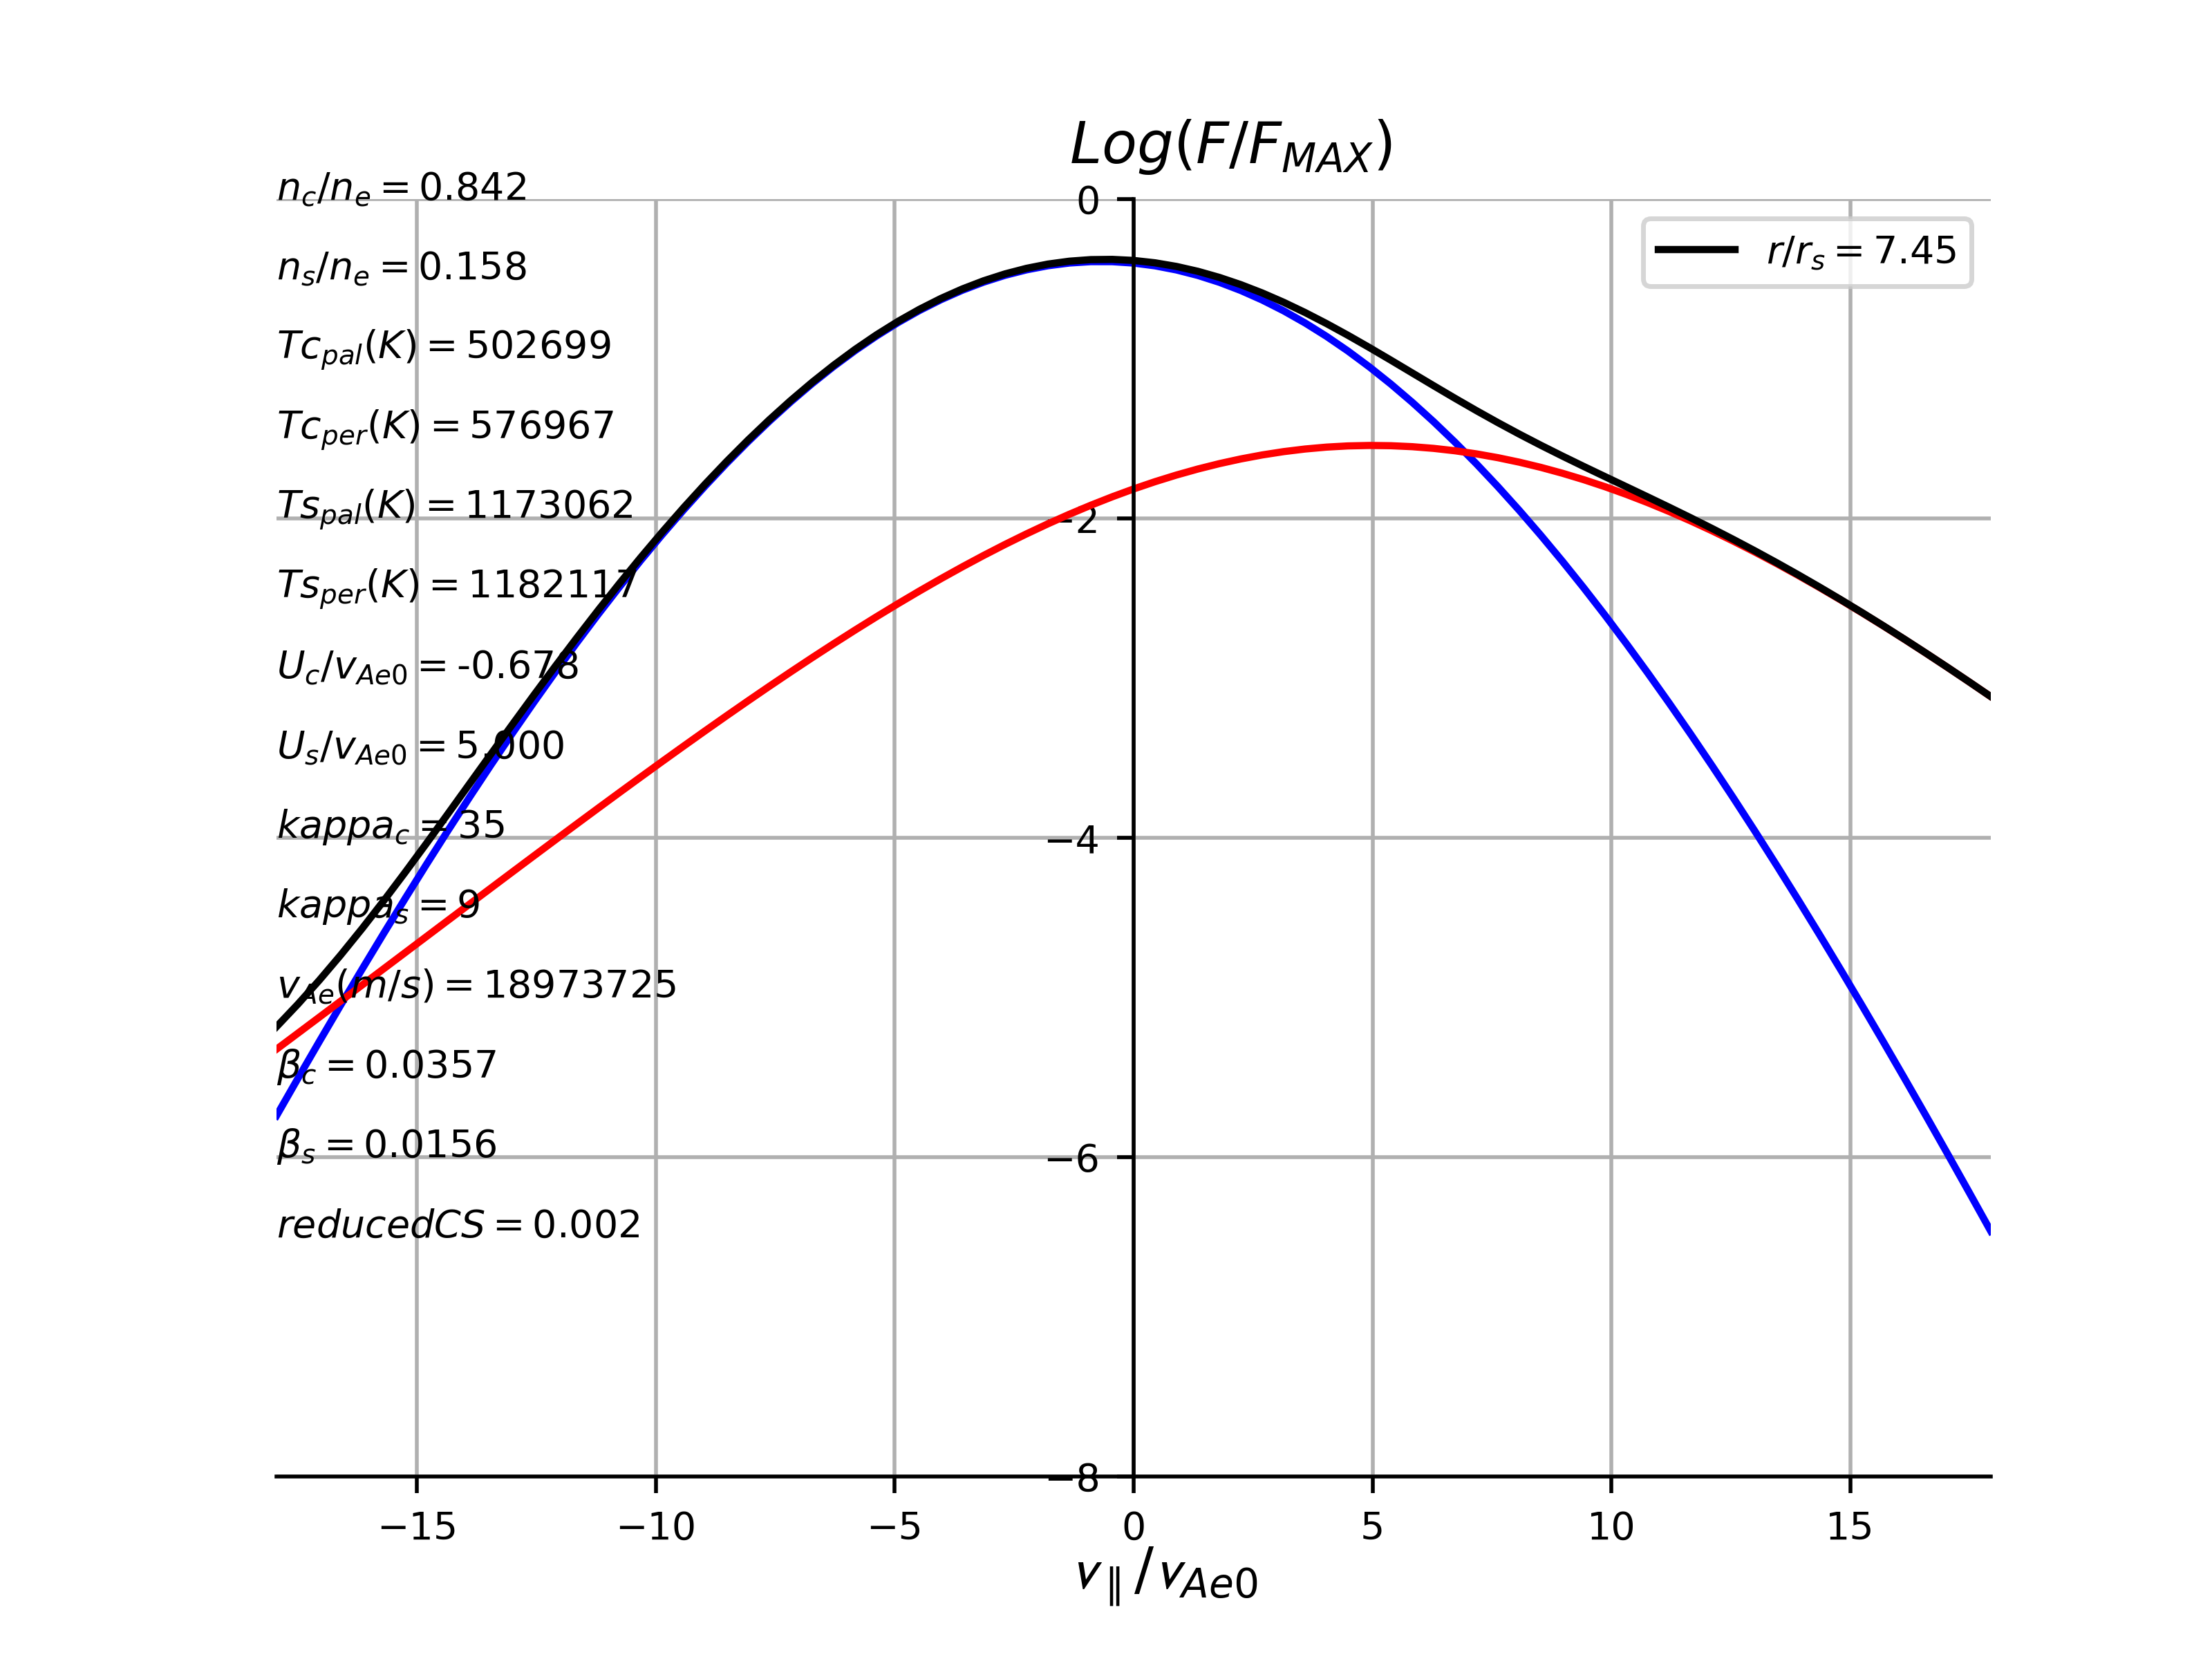 Log(F/F_MAX)
n_c/n_e = 0.842
n_s/n_e = 0.158
Tc_pal(K) = 502699
Tc_per(K) = 576967
Ts_pal(K) = 1173062
Ts_per(K) = 1182117
U_c/v_Ae0 = -0.678
U_s/v_Ae0 = 5.000
kappa_c = 35
kappa_s = 9
v_Ae(m/s) = 18973725
β_c = 0.0357
β_s = 0.0156
reducedCS = 0.002
r/r_s = 7.45
0
−2
−4
−6
−8
−15 −10 −5 0 5 10 15
v_∥/v_Ae0